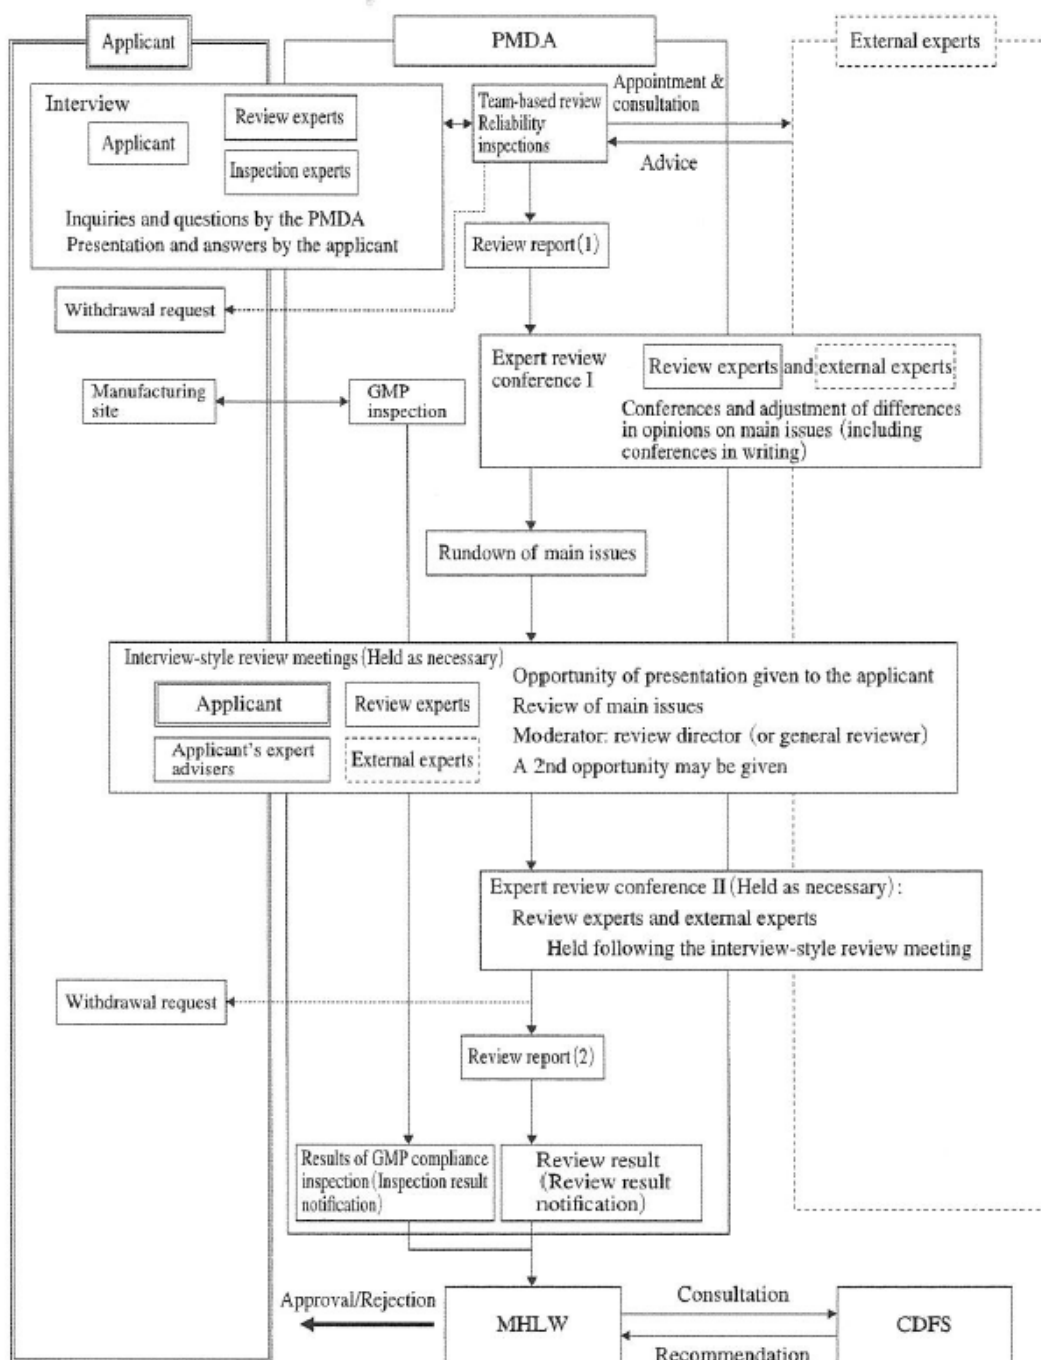 Applicant
PMDA
External experts
Interview
Applicant
Review experts
Inspection experts
Inquiries and questions by the PMDA
Presentation and answers by the applicant
Team-based review
Reliability
inspections
Appointment &
consultation
Advice
Review report(1)
Withdrawal request
Expert review
conference I
Review experts and external experts
Conferences and adjustment of differences
in opinions on main issues (including
conferences in writing)
Manufacturing
site
GMP
inspection
Rundown of main issues
Interview-style review meetings(Held as necessary)
Applicant
Review experts
Applicant's expert
advisers
External experts
Opportunity of presentation given to the applicant
Review of main issues
Moderator: review director (or general reviewer)
A 2nd opportunity may be given
Expert review conference II(Held as necessary):
Review experts and external experts
Held following the interview-style review meeting
Withdrawal request
Review report(2)
Results of GMP compliance
inspection(Inspection result
notification)
Review result
(Review result
notification)
Approval/Rejection
MHLW
Consultation
Recommendation
CDFS